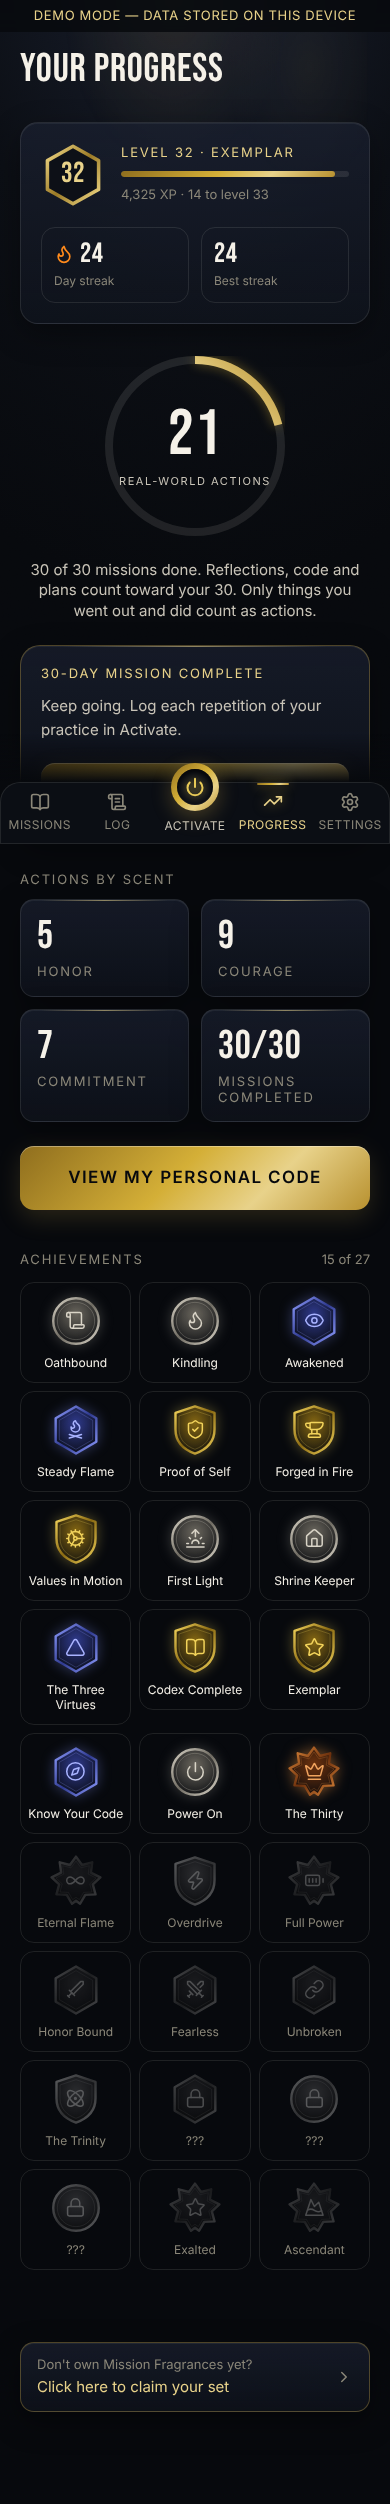 DEMO MODE — DATA STORED ON THIS DEVICE
YOUR PROGRESS
32
LEVEL 32 · EXEMPLAR
4,325 XP · 14 to level 33
24
Day streak
24
Best streak
21
REAL-WORLD ACTIONS
30 of 30 missions done. Reflections, code and
plans count toward your 30. Only things you
went out and did count as actions.
30-DAY MISSION COMPLETE
Keep going. Log each repetition of your
practice in Activate.
MISSIONS
LOG
ACTIVATE
PROGRESS
SETTINGS
ACTIONS BY SCENT
5
HONOR
9
COURAGE
7
COMMITMENT
30/30
MISSIONS
COMPLETED
VIEW MY PERSONAL CODE
ACHIEVEMENTS
15 of 27
Oathbound
Kindling
Awakened
Steady Flame
Proof of Self
Forged in Fire
Values in Motion
First Light
Shrine Keeper
The Three
Virtues
Codex Complete
Exemplar
Know Your Code
Power On
The Thirty
Eternal Flame
Overdrive
Full Power
Honor Bound
Fearless
Unbroken
The Trinity
???
???
???
Exalted
Ascendant
Don't own Mission Fragrances yet?
Click here to claim your set